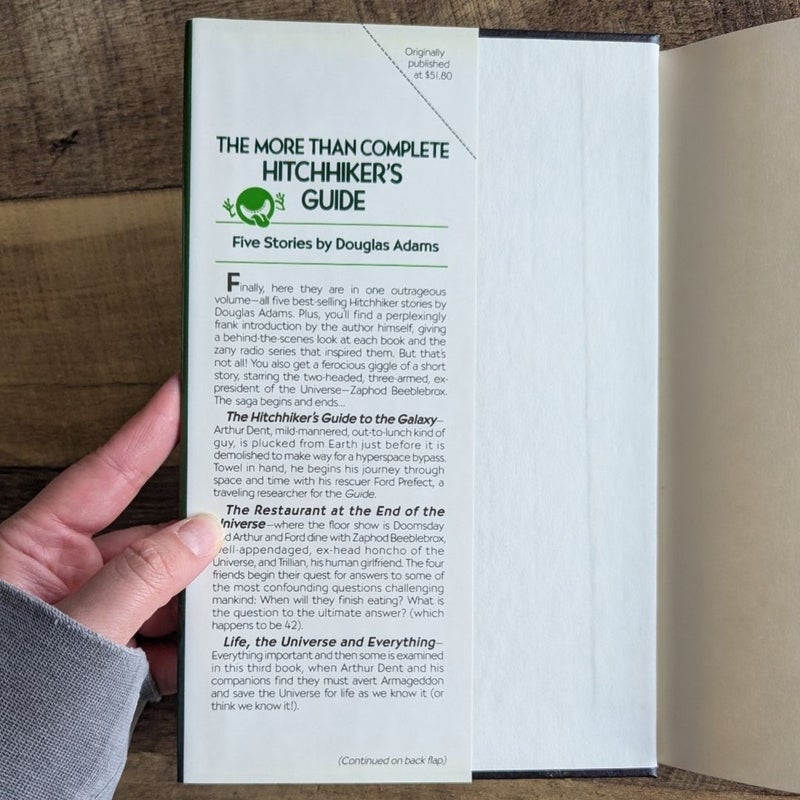 Originally
published
at $51.80
THE MORE THAN COMPLETE
HITCHHIKER'S
GUIDE
Five Stories by Douglas Adams
Finally, here they are in one outrageous
volume—all five best-selling Hitchhiker stories by
Douglas Adams. Plus, you'll find a perplexingly
frank introduction by the author himself, giving
a behind-the-scenes look at each book and the
zany radio series that inspired them. But that's
not all! You also get a ferocious giggle of a short
story, starring the two-headed, three-armed, ex-
president of the Universe—Zaphod Beeblebrox.
The saga begins and ends...
The Hitchhiker's Guide to the Galaxy—
Arthur Dent, mild-mannered, out-to-lunch kind of
guy, is plucked from Earth just before it is
demolished to make way for a hyperspace bypass.
Towel in hand, he begins his journey through
space and time with his rescuer Ford Prefect, a
traveling researcher for the Guide.
The Restaurant at the End of the
Universe—where the floor show is Doomsday
Arthur and Ford dine with Zaphod Beeblebrox,
well-appendaged, ex-head honcho of the
Universe, and Trillian, his human girlfriend. The four
friends begin their quest for answers to some of
the most confounding questions challenging
mankind: When will they finish eating? What is
the question to the ultimate answer? (which
happens to be 42).
Life, the Universe and Everything—
Everything important and then some is examined
in this third book, when Arthur Dent and his
companions find they must avert Armageddon
and save the Universe for life as we know it (or
think we know it!).
(Continued on back flap)